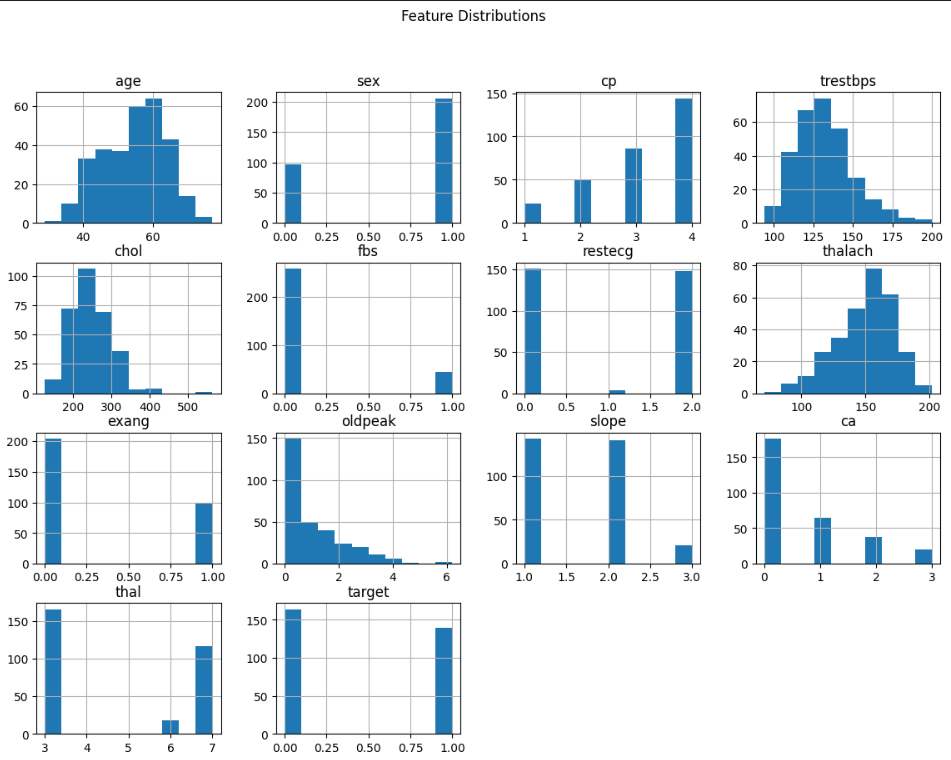 Feature Distributions
age sex cp trestbps
60 200 150 60
40 150 100 40
20 100 50 20
0 50 0 0
0
40 60 0.00 0.25 0.50 0.75 1.00 1 2 3 4 100 125 150 175 200
chol fbs restecg thalach
100 200 150 80
75 100 100 60
50 0 50 40
25 0 20
0 0
200 300 400 500 0.00 0.25 0.50 0.75 1.00 0.0 0.5 1.0 1.5 2.0 100 150 200
exang oldpeak slope ca
200 150 100 150
150 100 50 100
100 50 0 50
50 0 0
0
0.00 0.25 0.50 0.75 1.00 0 2 4 6 1.0 1.5 2.0 2.5 3.0 0 1 2 3
thal target
150 150
100 100
50 50
0 0
3 4 5 6 7 0.00 0.25 0.50 0.75 1.00